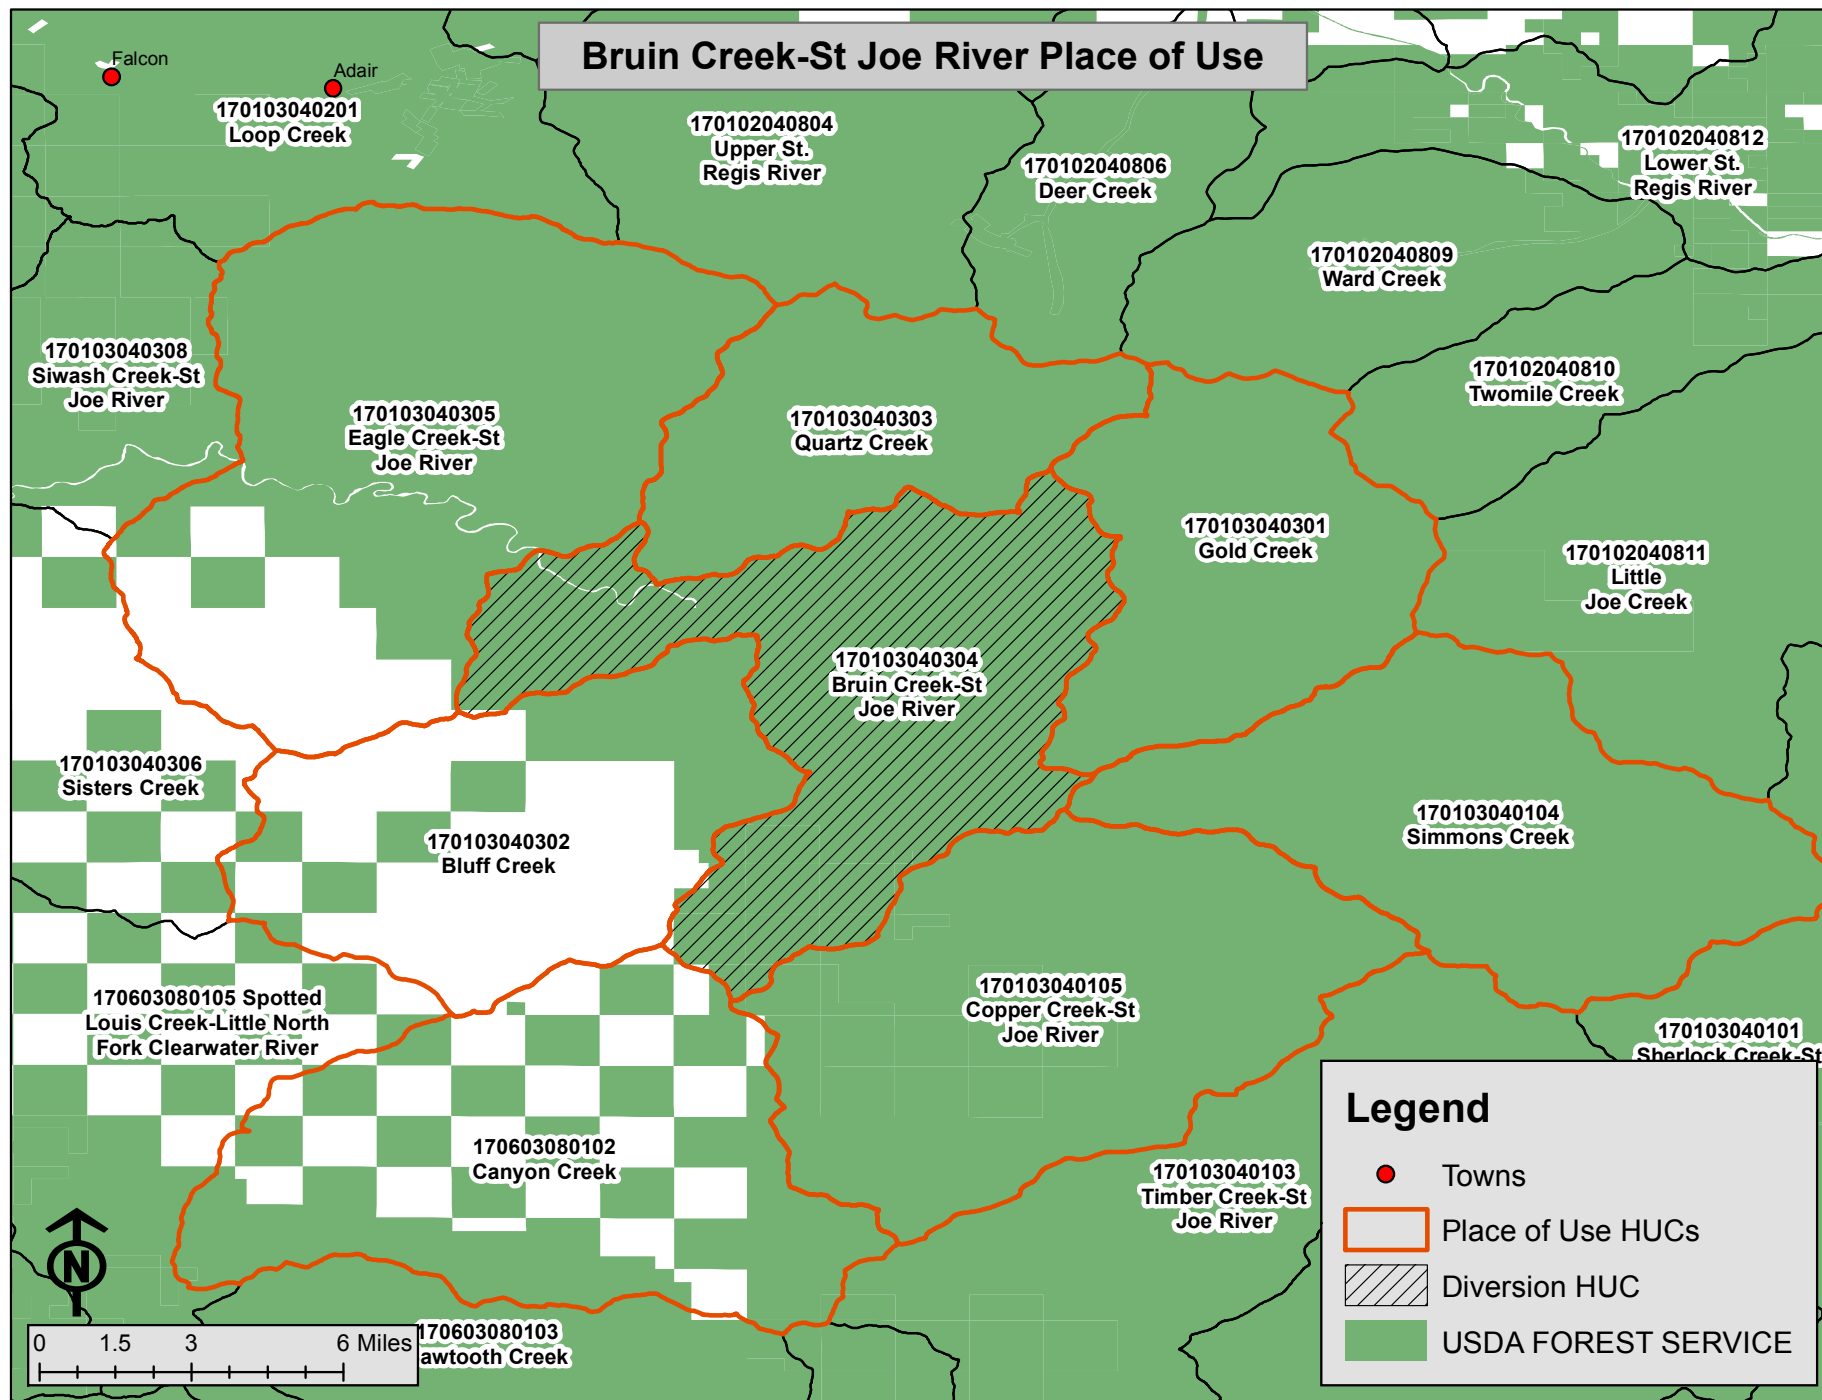 Bruin Creek-St Joe River Place of Use
Falcon
Adair
170103040201
Loop Creek
170102040804
Upper St.
Regis River
170102040806
Deer Creek
170102040812
Lower St.
Regis River
170102040809
Ward Creek
170103040308
Siwash Creek-St
Joe River
170102040810
Twomile Creek
170103040305
Eagle Creek-St
Joe River
170103040303
Quartz Creek
170103040301
Gold Creek
170102040811
Little
Joe Creek
170103040304
Bruin Creek-St
Joe River
170103040306
Sisters Creek
170103040302
Bluff Creek
170103040104
Simmons Creek
170603080105 Spotted
Louis Creek-Little North
Fork Clearwater River
170103040105
Copper Creek-St
Joe River
170103040101
Sherlock Creek-St
170603080102
Canyon Creek
170103040103
Timber Creek-St
Joe River
170603080103
awtooth Creek
Legend
Towns
Place of Use HUCs
Diversion HUC
USDA FOREST SERVICE
N
0 1.5 3 6 Miles